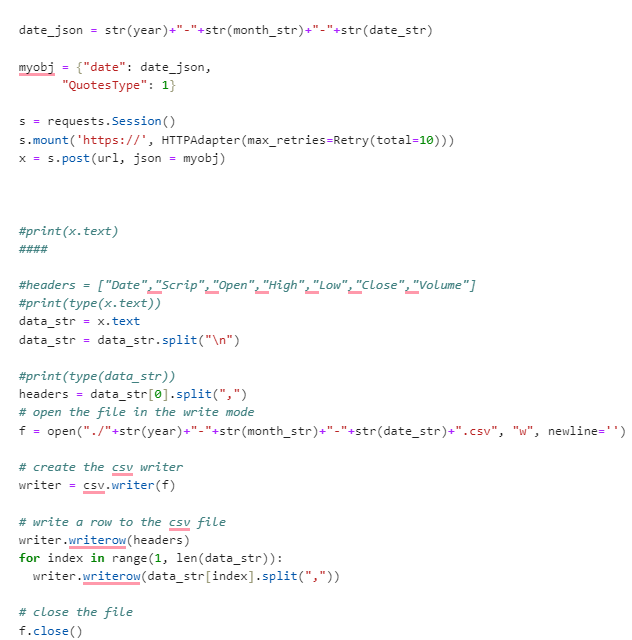 date_json = str(year)+"-"+str(month_str)+"-"+str(date_str)
myobj = {"date": date_json,
"QuotesType": 1}
s = requests.Session()
s.mount('https://', HTTPAdapter(max_retries=Retry(total=10)))
x = s.post(url, json = myobj)
#print(x.text)
####
#headers = ["Date","Scrip","Open","High","Low","Close","Volume"]
#print(type(x.text))
data_str = x.text
data_str = data_str.split("\n")
#print(type(data_str))
headers = data_str[0].split(",")
# open the file in the write mode
f = open("./"+str(year)+"-"+str(month_str)+"-"+str(date_str)+".csv", "w", newline='')
# create the csv writer
writer = csv.writer(f)
# write a row to the csv file
writer.writerow(headers)
for index in range(1, len(data_str)):
writer.writerow(data_str[index].split(","))
# close the file
f.close()